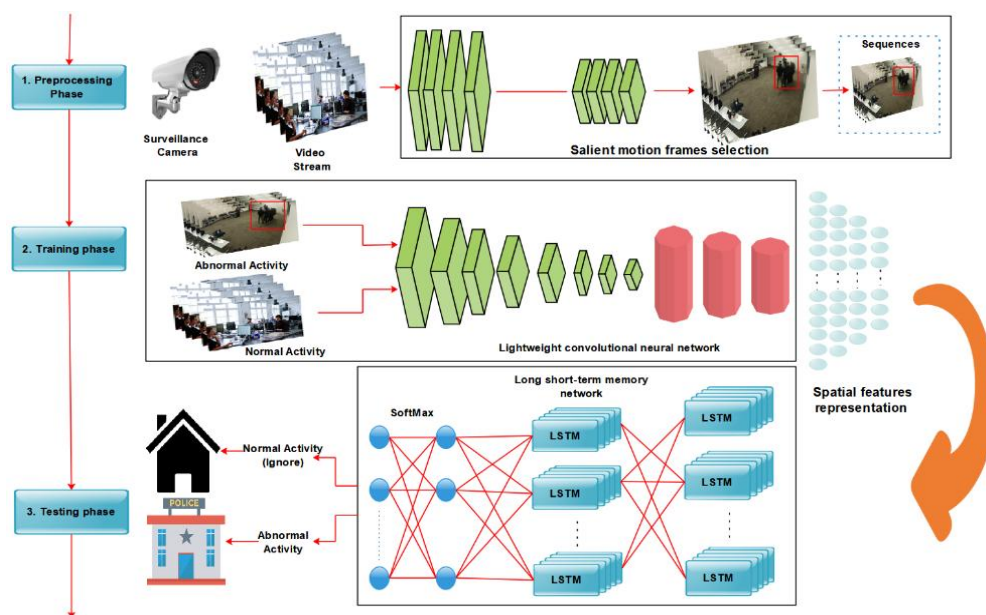 1. Preprocessing
Phase
Surveillance
Camera
Video
Stream
Sequences
Salient motion frames selection
2. Training phase
Abnormal Activity
Normal Activity
Lightweight convolutional neural network
Spatial features
representation
3. Testing phase
Normal Activity
(Ignore)
POLICE
Abnormal
Activity
Long short-term memory
network
SoftMax
LSTM
LSTM
LSTM
LSTM
LSTM
LSTM